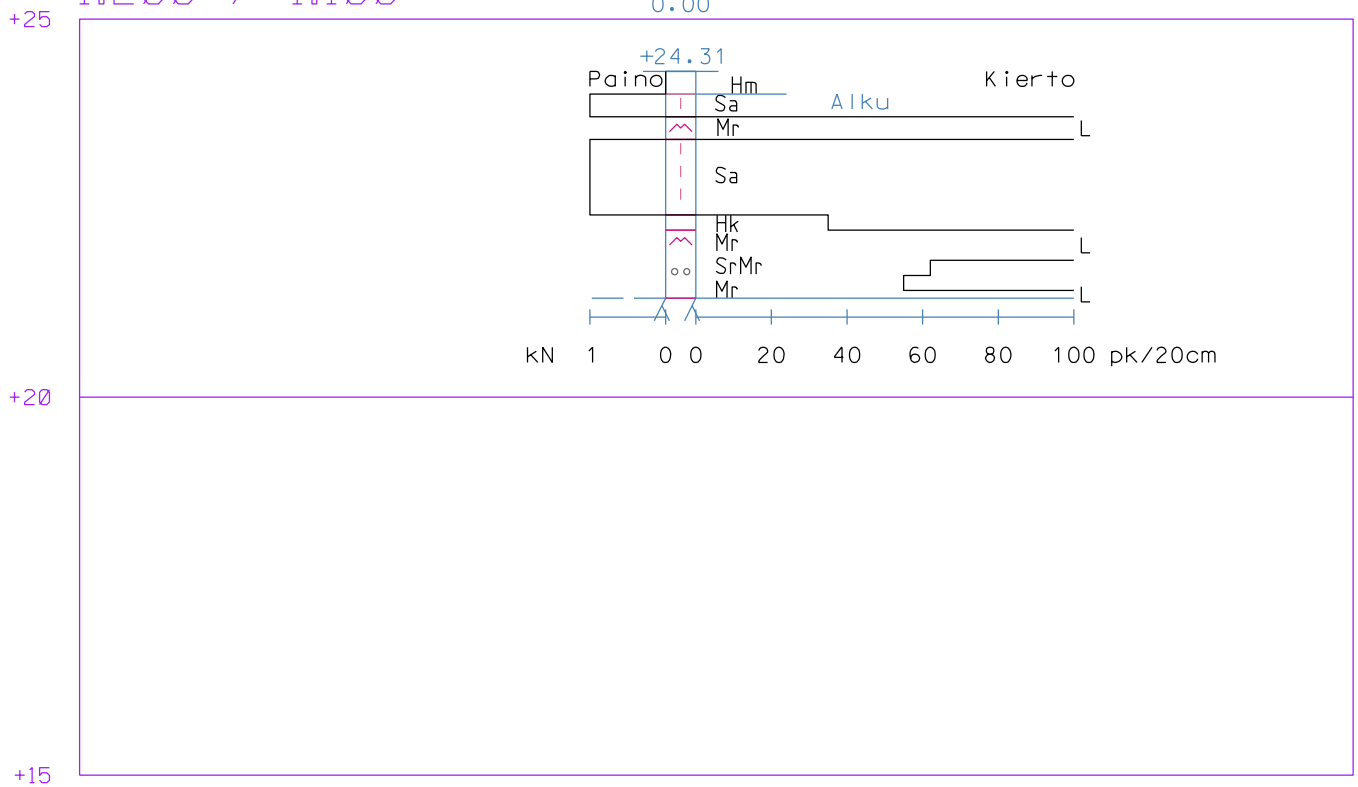 +25
0.00
+24.31
Paino Hm Kierto
Sa Alku
Mr L
Sa
Hk
Mr L
SrMr
Mr L
kN 1 0 0 20 40 60 80 100 pk/20cm
+20
+15